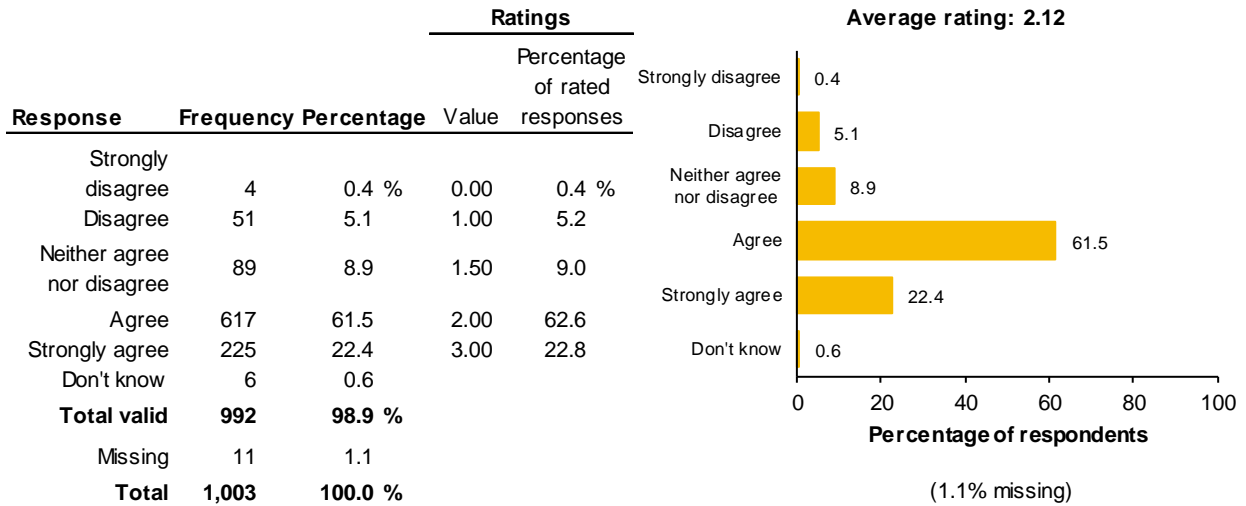 Ratings
Response Frequency Percentage Value Percentage of rated responses
Strongly disagree 4 0.4 % 0.00 0.4 %
Disagree 51 5.1 1.00 5.2
Neither agree nor disagree 89 8.9 1.50 9.0
Agree 617 61.5 2.00 62.6
Strongly agree 225 22.4 3.00 22.8
Don't know 6 0.6
Total valid 992 98.9 %
Missing 11 1.1
Total 1,003 100.0 %
Average rating: 2.12
Strongly disagree 0.4
Disagree 5.1
Neither agree
nor disagree 8.9
Agree 61.5
Strongly agree 22.4
Don't know 0.6
0 20 40 60 80 100
Percentage of respondents
(1.1% missing)